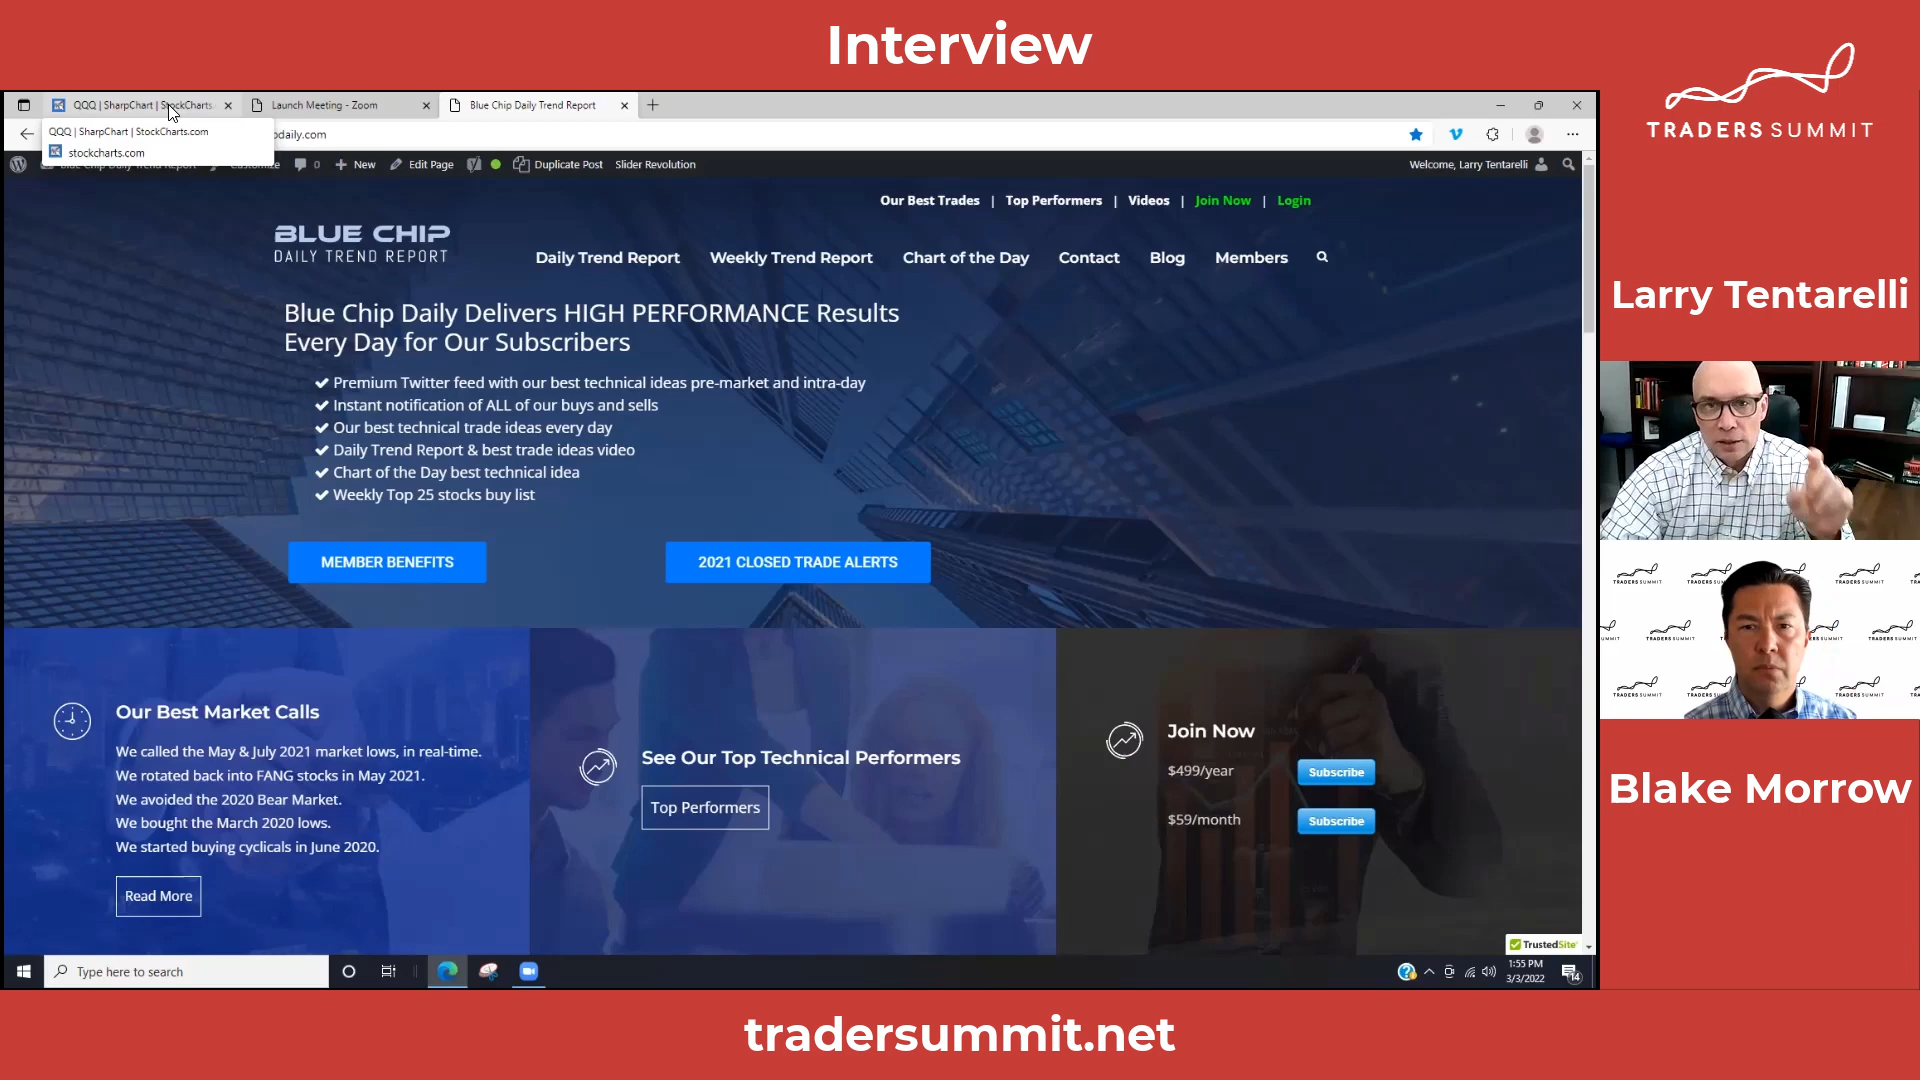 Interview
TRADERS SUMMIT
QQQ | SharpChart | StockCharts.
Launch Meeting - Zoom
Blue Chip Daily Trend Report
QQQ | SharpChart | StockCharts.com
stockcharts.com
odaily.com
Customize
0
New
Edit Page
Duplicate Post
Slider Revolution
Welcome, Larry Tentarelli
Our Best Trades | Top Performers | Videos | Join Now | Login
BLUE CHIP
DAILY TREND REPORT
Daily Trend Report
Weekly Trend Report
Chart of the Day
Contact
Blog
Members
Blue Chip Daily Delivers HIGH PERFORMANCE Results
Every Day for Our Subscribers
Premium Twitter feed with our best technical ideas pre-market and intra-day
Instant notification of ALL of our buys and sells
Our best technical trade ideas every day
Daily Trend Report & best trade ideas video
Chart of the Day best technical idea
Weekly Top 25 stocks buy list
MEMBER BENEFITS
2021 CLOSED TRADE ALERTS
Our Best Market Calls
We called the May & July 2021 market lows, in real-time.
We rotated back into FANG stocks in May 2021.
We avoided the 2020 Bear Market.
We bought the March 2020 lows.
We started buying cyclicals in June 2020.
Read More
See Our Top Technical Performers
Top Performers
Join Now
$499/year
Subscribe
$59/month
Subscribe
TrustedSite
Type here to search
1:55 PM
3/3/2022
14
Larry Tentarelli
Blake Morrow
tradersummit.net